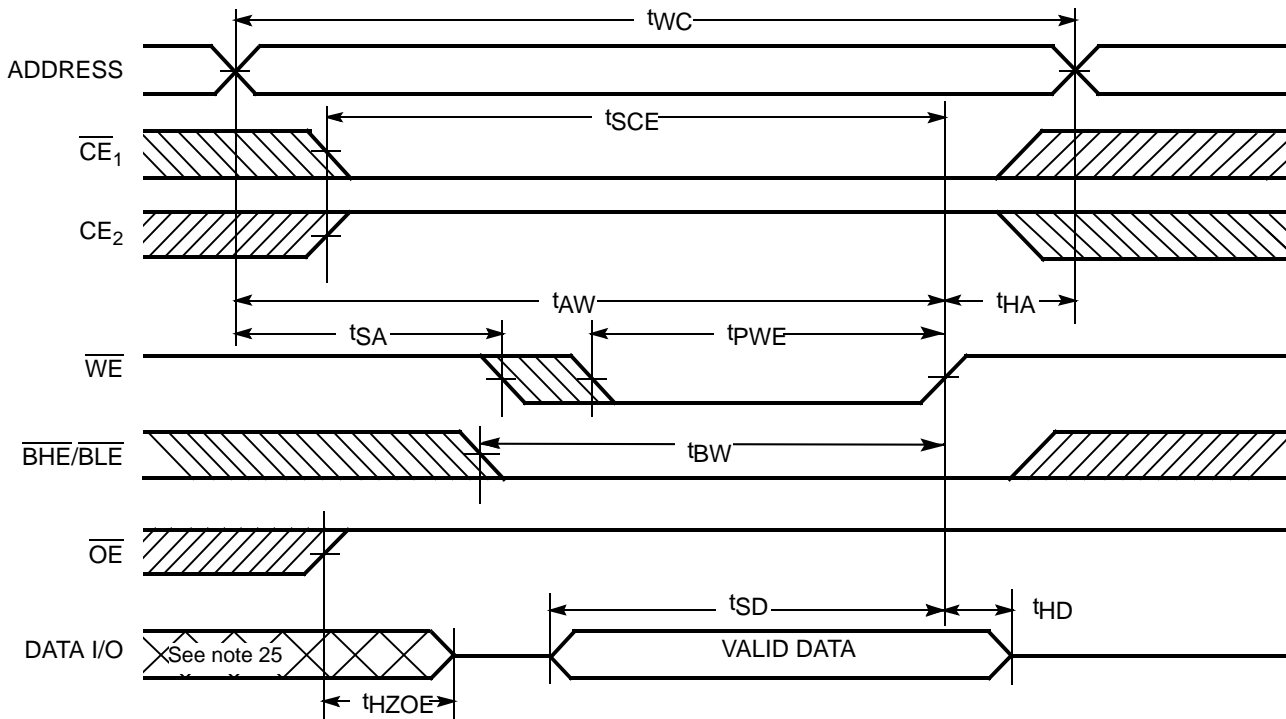 tWC
ADDRESS
tSCE
CE1
CE2
tAW
tHA
tSA
tPWE
WE
BHE/BLE
tBW
OE
tSD
tHD
DATA I/O
See note 25
VALID DATA
tHZOE